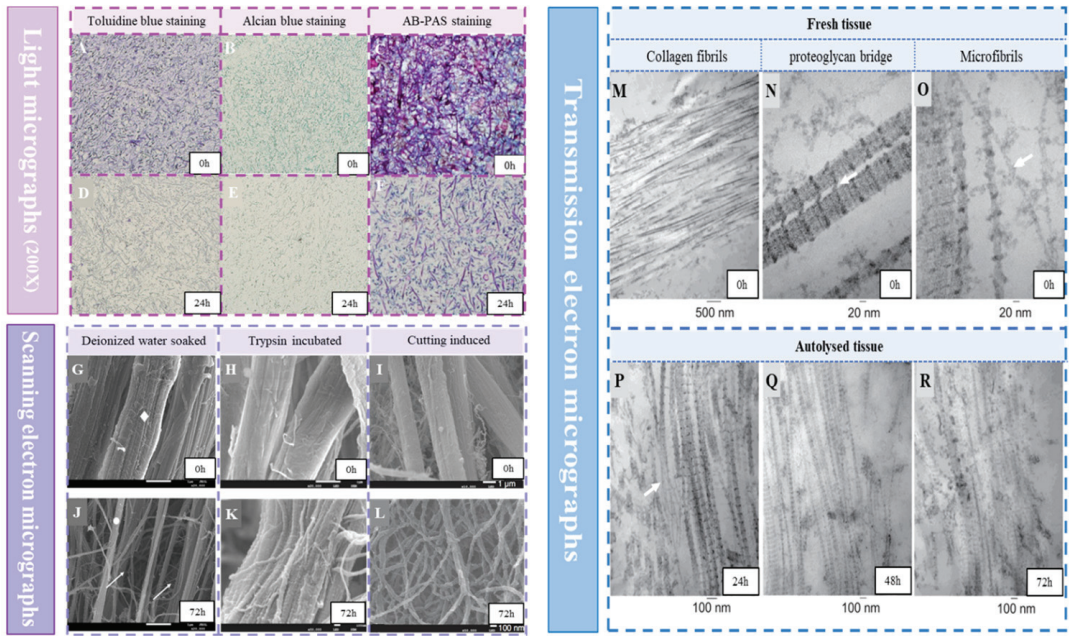 Light micrographs (200X)
Toluidine blue staining
Alcian blue staining
AB-PAS staining
A
B
C
0h
0h
0h
D
E
F
24h
24h
24h
Scanning electron micrographs
Deionized water soaked
Trypsin incubated
Cutting induced
G
H
I
0h
0h
0h
1 μm
J
K
L
72h
72h
72h
100 nm
Transmission electron micrographs
Fresh tissue
Collagen fibrils
proteoglycan bridge
Microfibrils
M
N
O
0h
0h
0h
500 nm
20 nm
20 nm
Autolysed tissue
P
Q
R
24h
48h
72h
100 nm
100 nm
100 nm